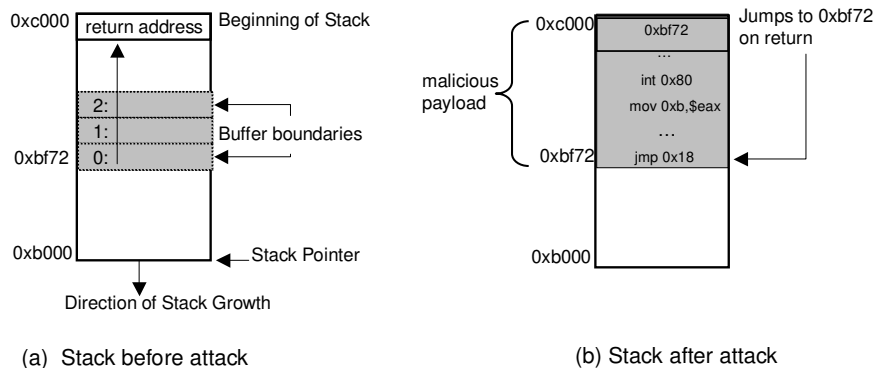 0xc000
return address
Beginning of Stack
2:
1:
Buffer boundaries
0xbf72
0:
0xb000
Stack Pointer
Direction of Stack Growth
(a) Stack before attack
0xc000
0xbf72
Jumps to 0xbf72
on return
...
malicious
payload
int 0x80
mov 0xb,$eax
...
0xbf72
jmp 0x18
0xb000
(b) Stack after attack